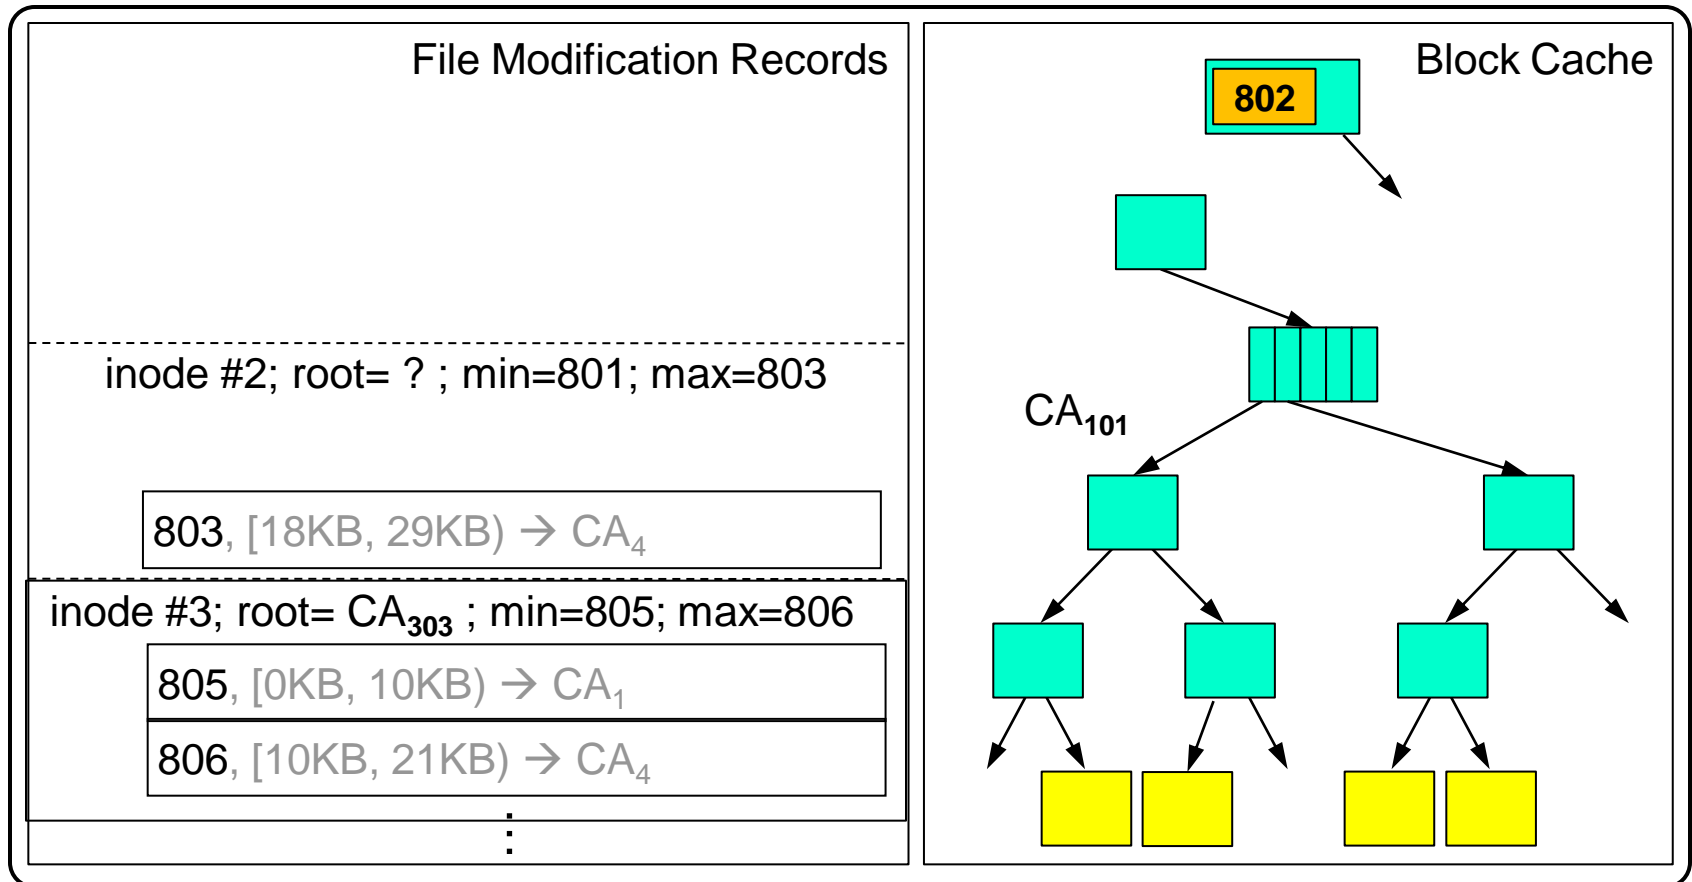 File Modification Records
inode #2; root= ? ; min=801; max=803
803, [18KB, 29KB) → CA4
inode #3; root= CA303 ; min=805; max=806
805, [0KB, 10KB) → CA1
806, [10KB, 21KB) → CA4
⋮
Block Cache
802
CA101